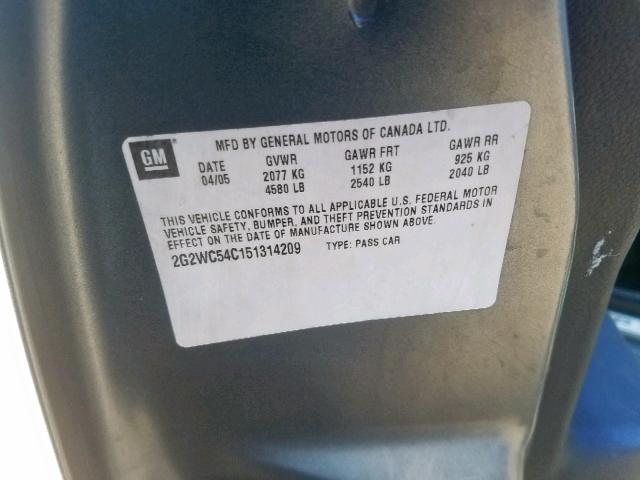 MFD BY GENERAL MOTORS OF CANADA LTD.
GM
DATE GVWR GAWR FRT GAWR RR
04/05 2077 KG 1152 KG 925 KG
4580 LB 2540 LB 2040 LB
THIS VEHICLE CONFORMS TO ALL APPLICABLE U.S. FEDERAL MOTOR
VEHICLE SAFETY, BUMPER, AND THEFT PREVENTION STANDARDS IN
EFFECT ON THE DATE OF MANUFACTURE SHOWN ABOVE.
2G2WC54C151314209 TYPE: PASS CAR